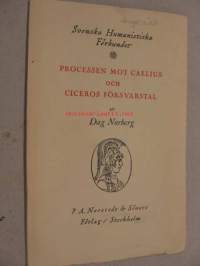 Svenska Humanistiska
Förbundet
PROCESSEN MOT CAELIUS
OCH
CICEROS FÖRSVARSTAL
av
Dag Norberg
P. A. Norstedt & Söners
Förlag / Stockholm